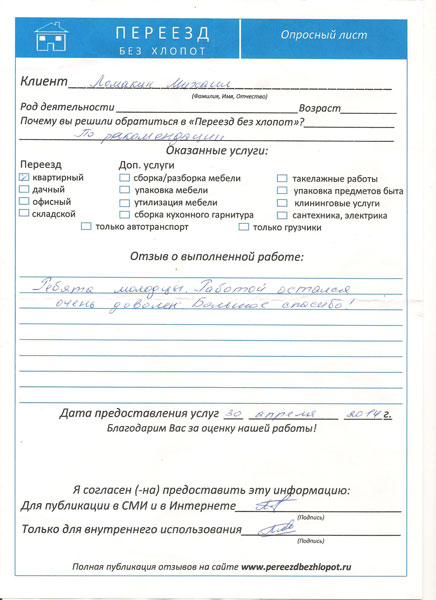 ПЕРЕЕЗД
БЕЗ ХЛОПОТ
Опросный лист
Клиент Ломакин Михаил
(Фамилия, Имя, Отчество)
Род деятельности Возраст
Почему вы решили обратиться в «Переезд без хлопот»?
По рекомендации
Оказанные услуги:
Переезд Доп. услуги
квартирный сборка/разборка мебели такелажные работы
дачный упаковка мебели упаковка предметов быта
офисный утилизация мебели клининговые услуги
складской сборка кухонного гарнитура сантехника, электрика
только автотранспорт только грузчики
Отзыв о выполненной работе:
Ребята молодцы. Работой остался
очень доволен Большое спасибо!
Дата предоставления услуг 30 апреля 2014 г.
Благодарим Вас за оценку нашей работы!
Я согласен (-на) предоставить эту информацию:
Для публикации в СМИ и в Интернете
(Подпись)
Только для внутреннего использования
(Подпись)
Полная публикация отзывов на сайте www.pereezdbezhlopot.ru